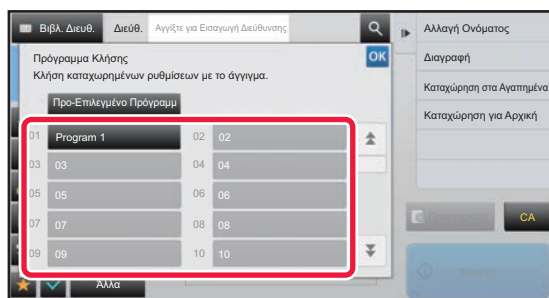 Βιβλ. Διευθ. Διεύθ. Αγγίξτε για Εισαγωγή Διεύθυνσης
Πρόγραμμα Κλήσης
OK
Κλήση καταχωρημένων ρυθμίσεων με το άγγιγμα.
Προ-Επιλεγμένο Πρόγραμμ
01 Program 1 02 02
03 03 04 04
05 05 06 06
07 07 08 08
09 09 10 10
Άλλα
Αλλαγή Ονόματος
Διαγραφή
Καταχώρηση στα Αγαπημένα
Καταχώρηση για Αρχική
CA
Έναρξη